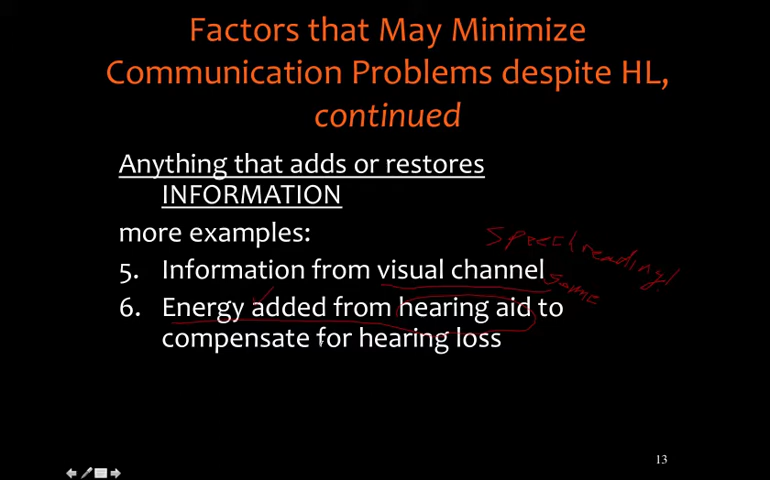 Factors that May Minimize
Communication Problems despite HL,
continued
Anything that adds or restores
INFORMATION
more examples:
Speechreading!
5. Information from visual channel
some
6. Energy added from hearing aid to
compensate for hearing loss
13